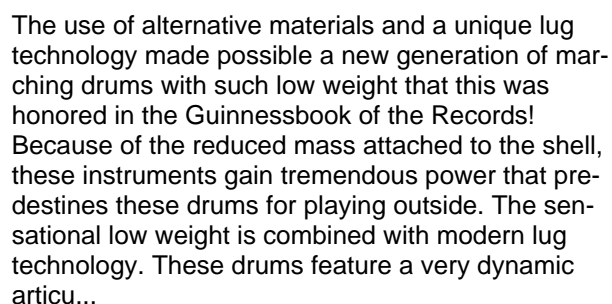 The use of alternative materials and a unique lug
technology made possible a new generation of mar-
ching drums with such low weight that this was
honored in the Guinnessbook of the Records!
Because of the reduced mass attached to the shell,
these instruments gain tremendous power that pre-
destines these drums for playing outside. The sen-
sational low weight is combined with modern lug
technology. These drums feature a very dynamic
articu...